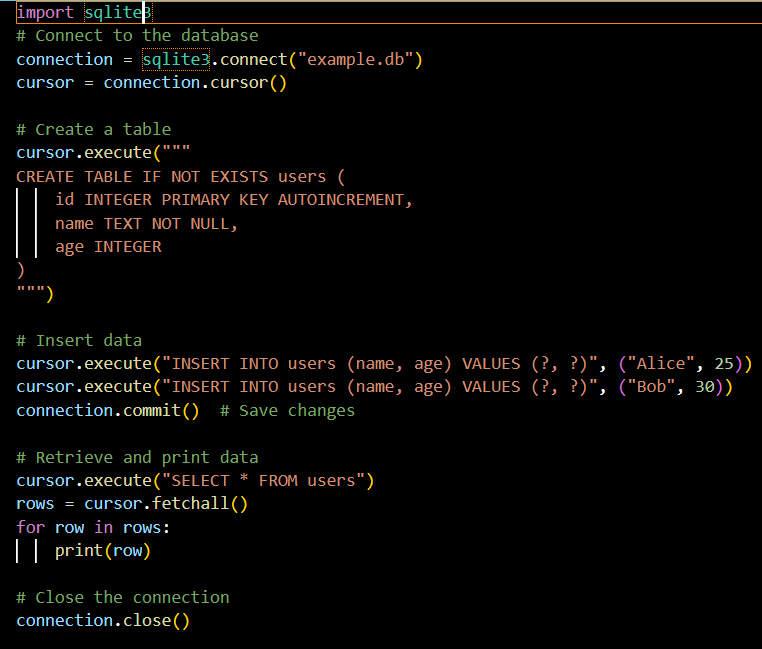 import sqlite3
# Connect to the database
connection = sqlite3.connect("example.db")
cursor = connection.cursor()

# Create a table
cursor.execute("""
CREATE TABLE IF NOT EXISTS users (
    id INTEGER PRIMARY KEY AUTOINCREMENT,
    name TEXT NOT NULL,
    age INTEGER
)
""")

# Insert data
cursor.execute("INSERT INTO users (name, age) VALUES (?, ?)", ("Alice", 25))
cursor.execute("INSERT INTO users (name, age) VALUES (?, ?)", ("Bob", 30))
connection.commit()  # Save changes

# Retrieve and print data
cursor.execute("SELECT * FROM users")
rows = cursor.fetchall()
for row in rows:
    print(row)

# Close the connection
connection.close()